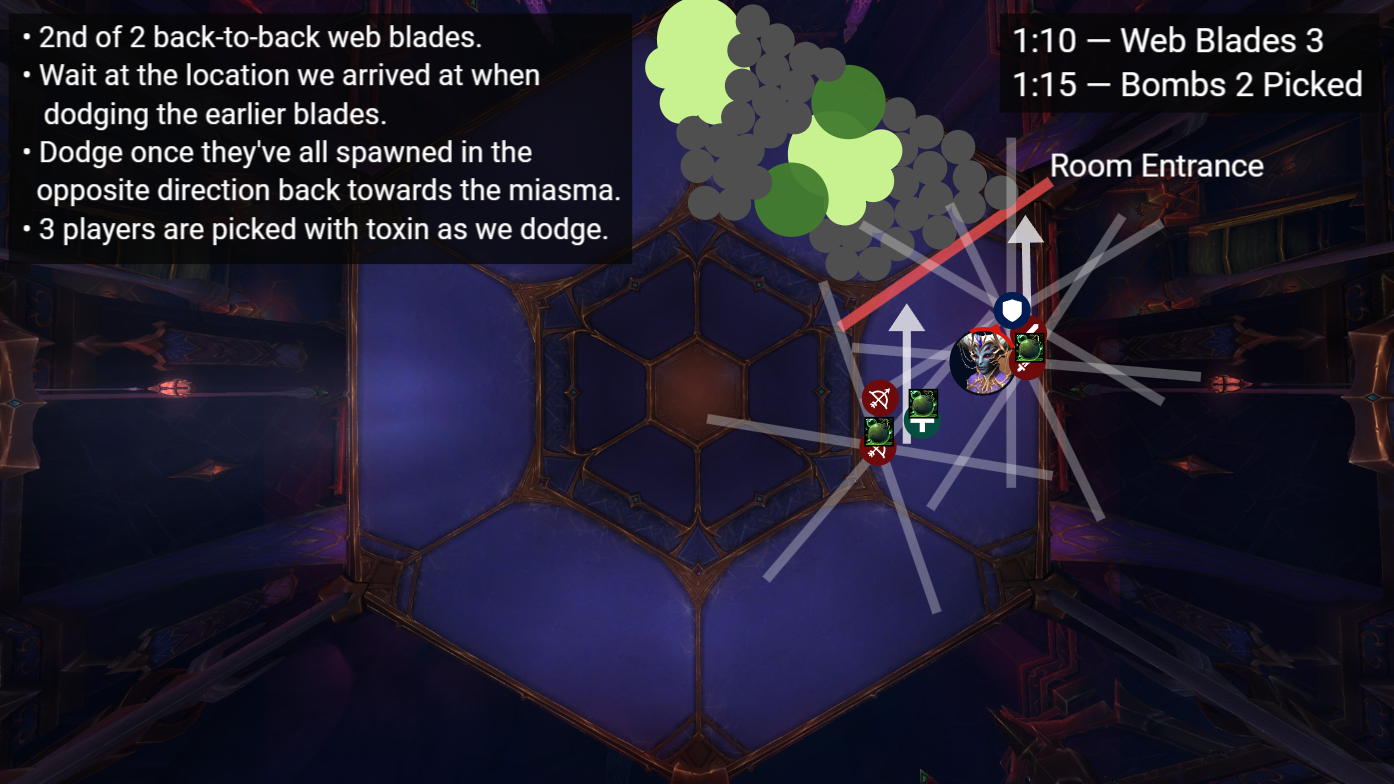 • 2nd of 2 back-to-back web blades.
• Wait at the location we arrived at when
dodging the earlier blades.
• Dodge once they've all spawned in the
opposite direction back towards the miasma.
• 3 players are picked with toxin as we dodge.
1:10 — Web Blades 3
1:15 — Bombs 2 Picked
Room Entrance